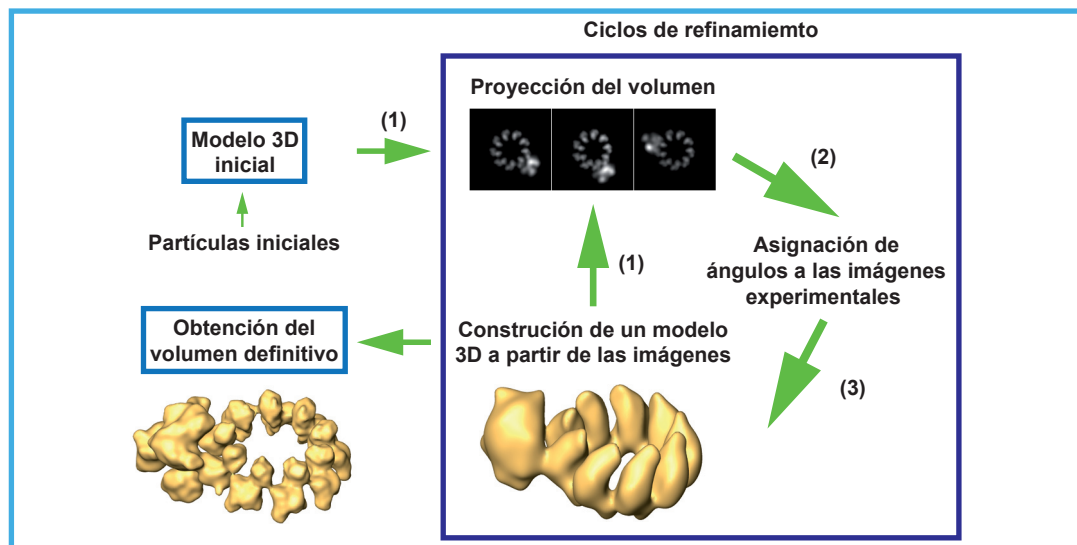 Ciclos de refinamiemto
Proyección del volumen
(1)
Modelo 3D
inicial
(2)
Partículas iniciales
Asignación de
ángulos a las imágenes
experimentales
(1)
Obtención del
volumen definitivo
Construción de un modelo
3D a partir de las imágenes
(3)